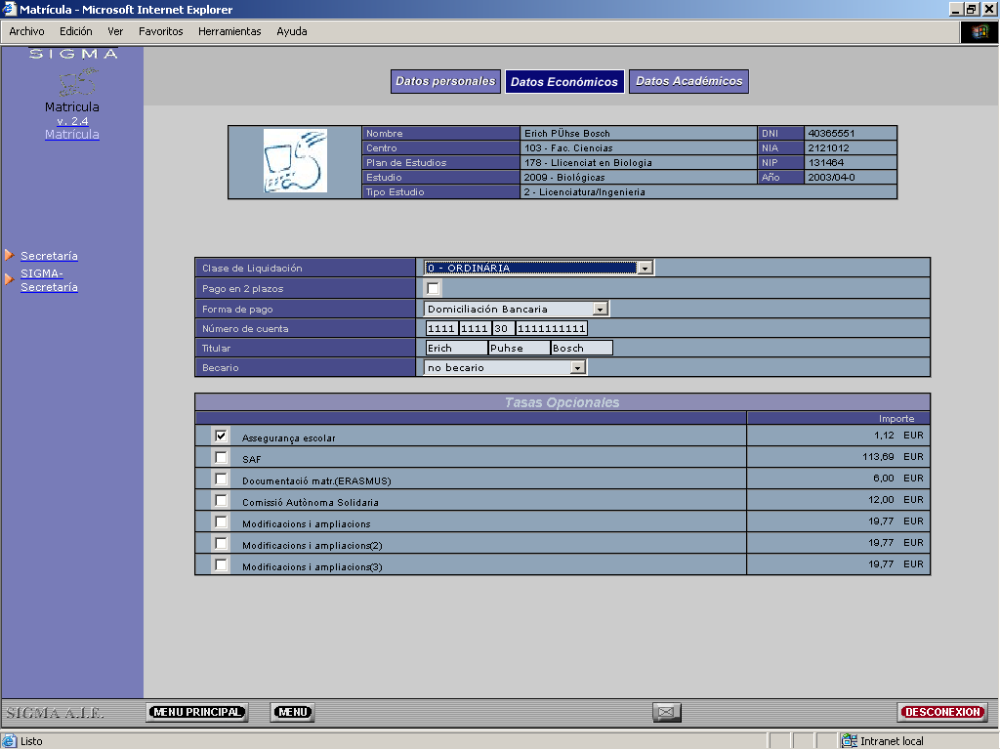 Matrícula - Microsoft Internet Explorer
Archivo Edición Ver Favoritos Herramientas Ayuda
SIGMA
Matricula
v. 2.4
Matrícula
Datos personales Datos Económicos Datos Académicos
Nombre Erich PÜhse Bosch DNI 40365551
Centro 103 - Fac. Ciencias NIA 2121012
Plan de Estudios 178 - Llicenciat en Biologia NIP 131464
Estudio 2009 - Biológicas Año 2003/04-0
Tipo Estudio 2 - Licenciatura/Ingenieria
Secretaría
SIGMA-
Secretaría
Clase de Liquidación 0 - ORDINÀRIA
Pago en 2 plazos
Forma de pago Domiciliación Bancaria
Número de cuenta 1111 1111 30 1111111111
Titular Erich Puhse Bosch
Becario no becario
Tasas Opcionales
Importe
Assegurança escolar 1,12 EUR
SAF 113,69 EUR
Documentació matr.(ERASMUS) 6,00 EUR
Comissió Autònoma Solidaria 12,00 EUR
Modificacions i ampliacions 19,77 EUR
Modificacions i ampliacions(2) 19,77 EUR
Modificacions i ampliacions(3) 19,77 EUR
SIGMA A.I.E. MENU PRINCIPAL MENU DESCONEXION
Listo Intranet local